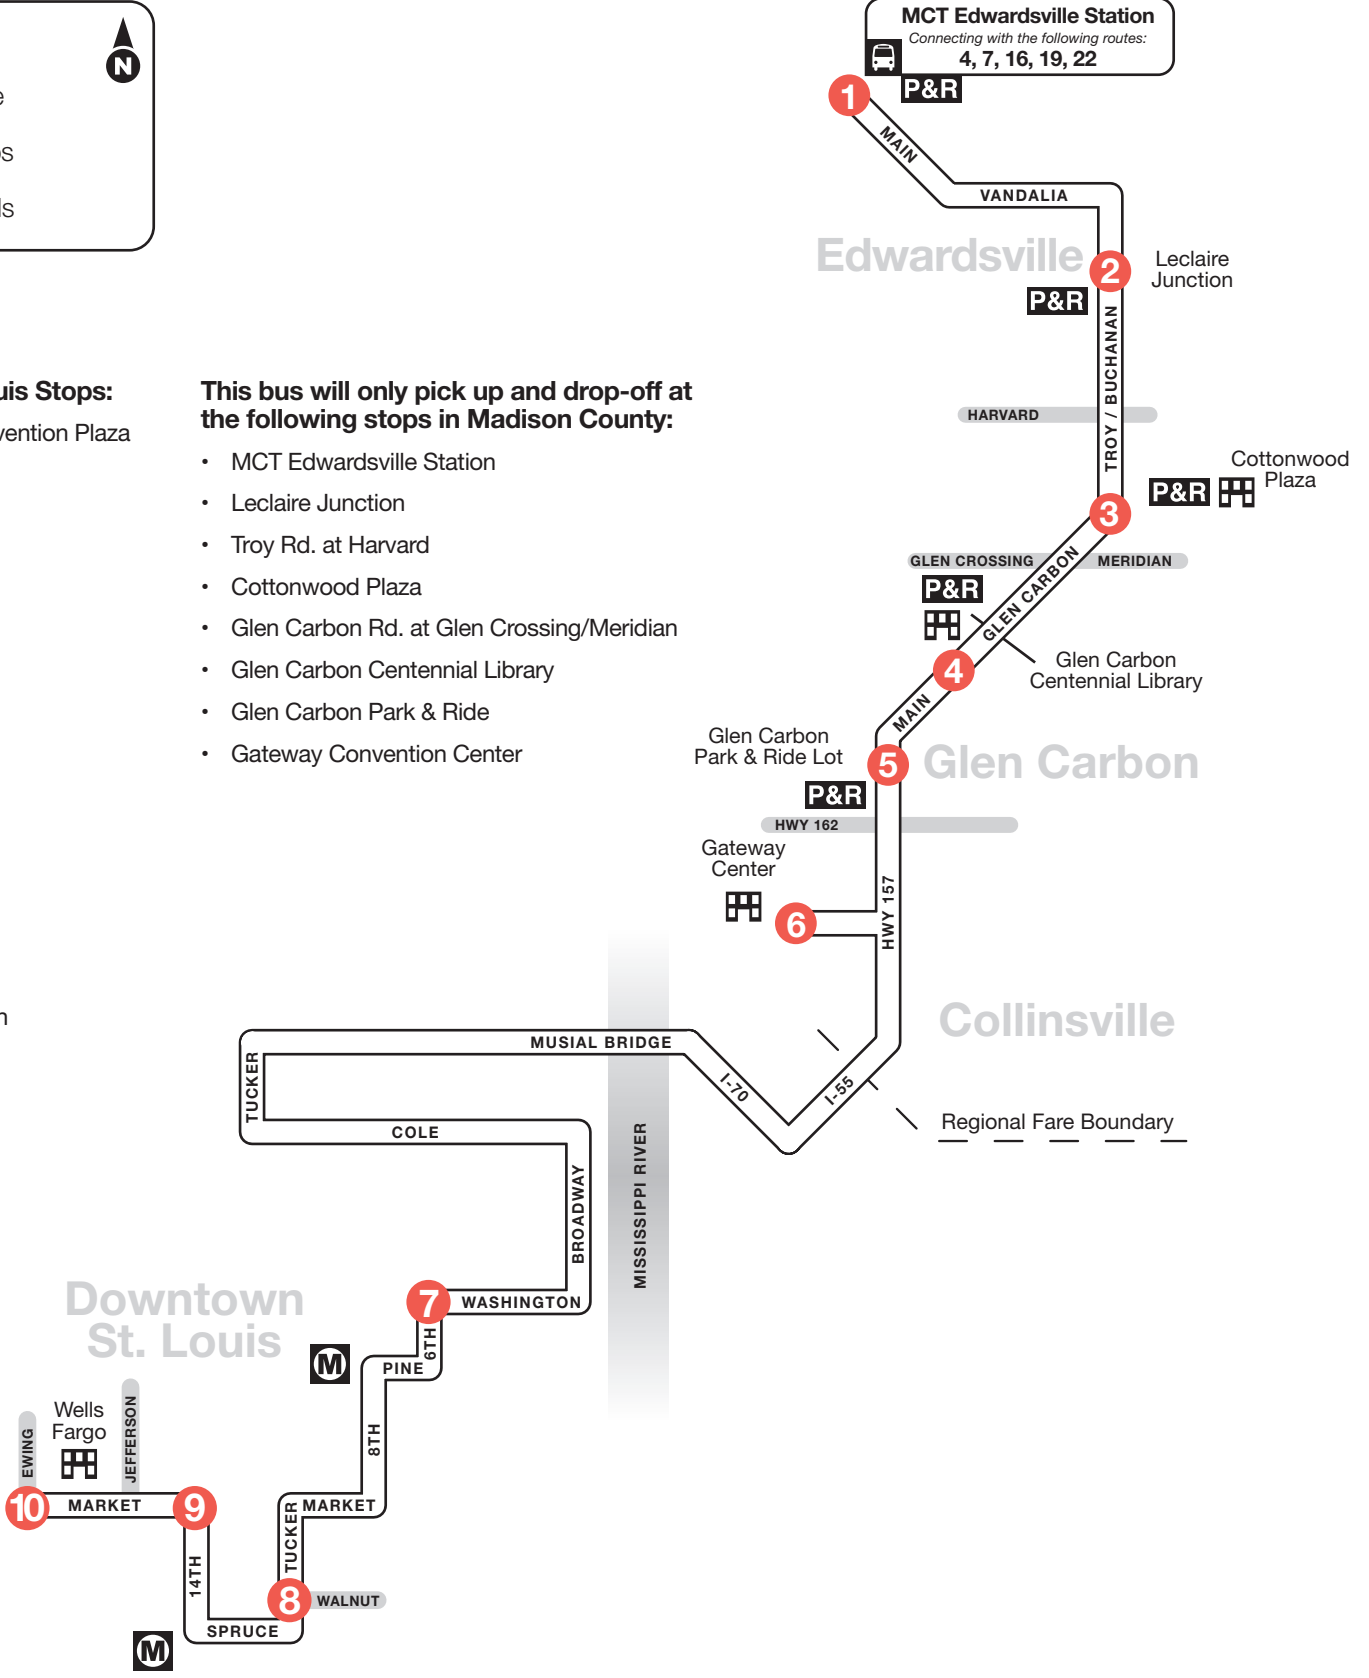 MCT Edwardsville Station
Connecting with the following routes:
4, 7, 16, 19, 22
P&R
N
1
MAIN
VANDALIA
Edwardsville
2
Leclaire
Junction
P&R
TROY / BUCHANAN
HARVARD
uis Stops:
vention Plaza
This bus will only pick up and drop-off at
the following stops in Madison County:
• MCT Edwardsville Station
• Leclaire Junction
• Troy Rd. at Harvard
• Cottonwood Plaza
• Glen Carbon Rd. at Glen Crossing/Meridian
• Glen Carbon Centennial Library
• Glen Carbon Park & Ride
• Gateway Convention Center
Cottonwood
Plaza
P&R
3
GLEN CROSSING
MERIDIAN
P&R
GLEN CARBON
Glen Carbon
Centennial Library
4
MAIN
Glen Carbon
Park & Ride Lot
5
Glen Carbon
P&R
HWY 162
Gateway
Center
6
HWY 157
Collinsville
MUSIAL BRIDGE
I-70
I-55
Regional Fare Boundary
TUCKER
COLE
BROADWAY
MISSISSIPPI RIVER
Downtown
St. Louis
7
WASHINGTON
6TH
M
PINE
8TH
Wells
Fargo
EWING
JEFFERSON
10
MARKET
9
MARKET
TUCKER
14TH
8
WALNUT
SPRUCE
M